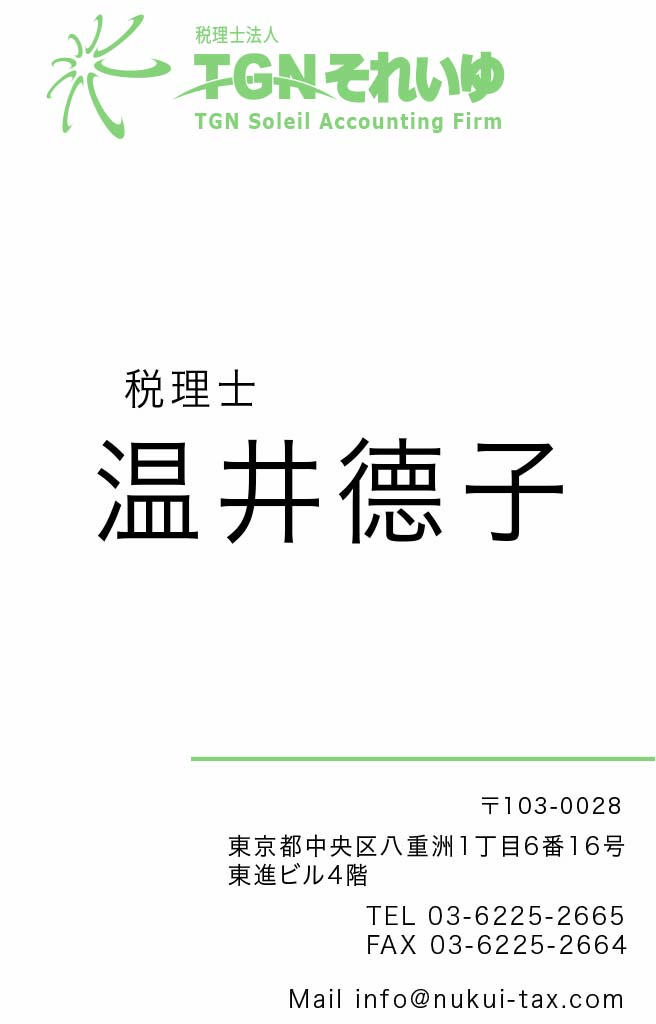 税理士法人
TGNそれいゆ
TGN Soleil Accounting Firm
税理士
温井德子
〒103-0028
東京都中央区八重洲1丁目6番16号
東進ビル4階
TEL 03-6225-2665
FAX 03-6225-2664
Mail info@nukui-tax.com